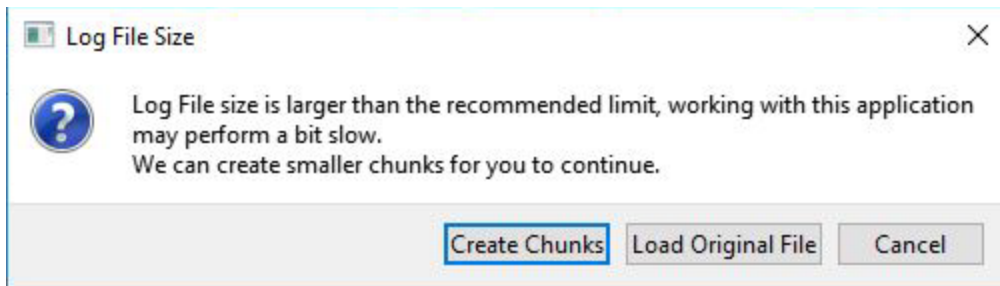 Log File Size
Log File size is larger than the recommended limit, working with this application
may perform a bit slow.
We can create smaller chunks for you to continue.
Create Chunks Load Original File Cancel